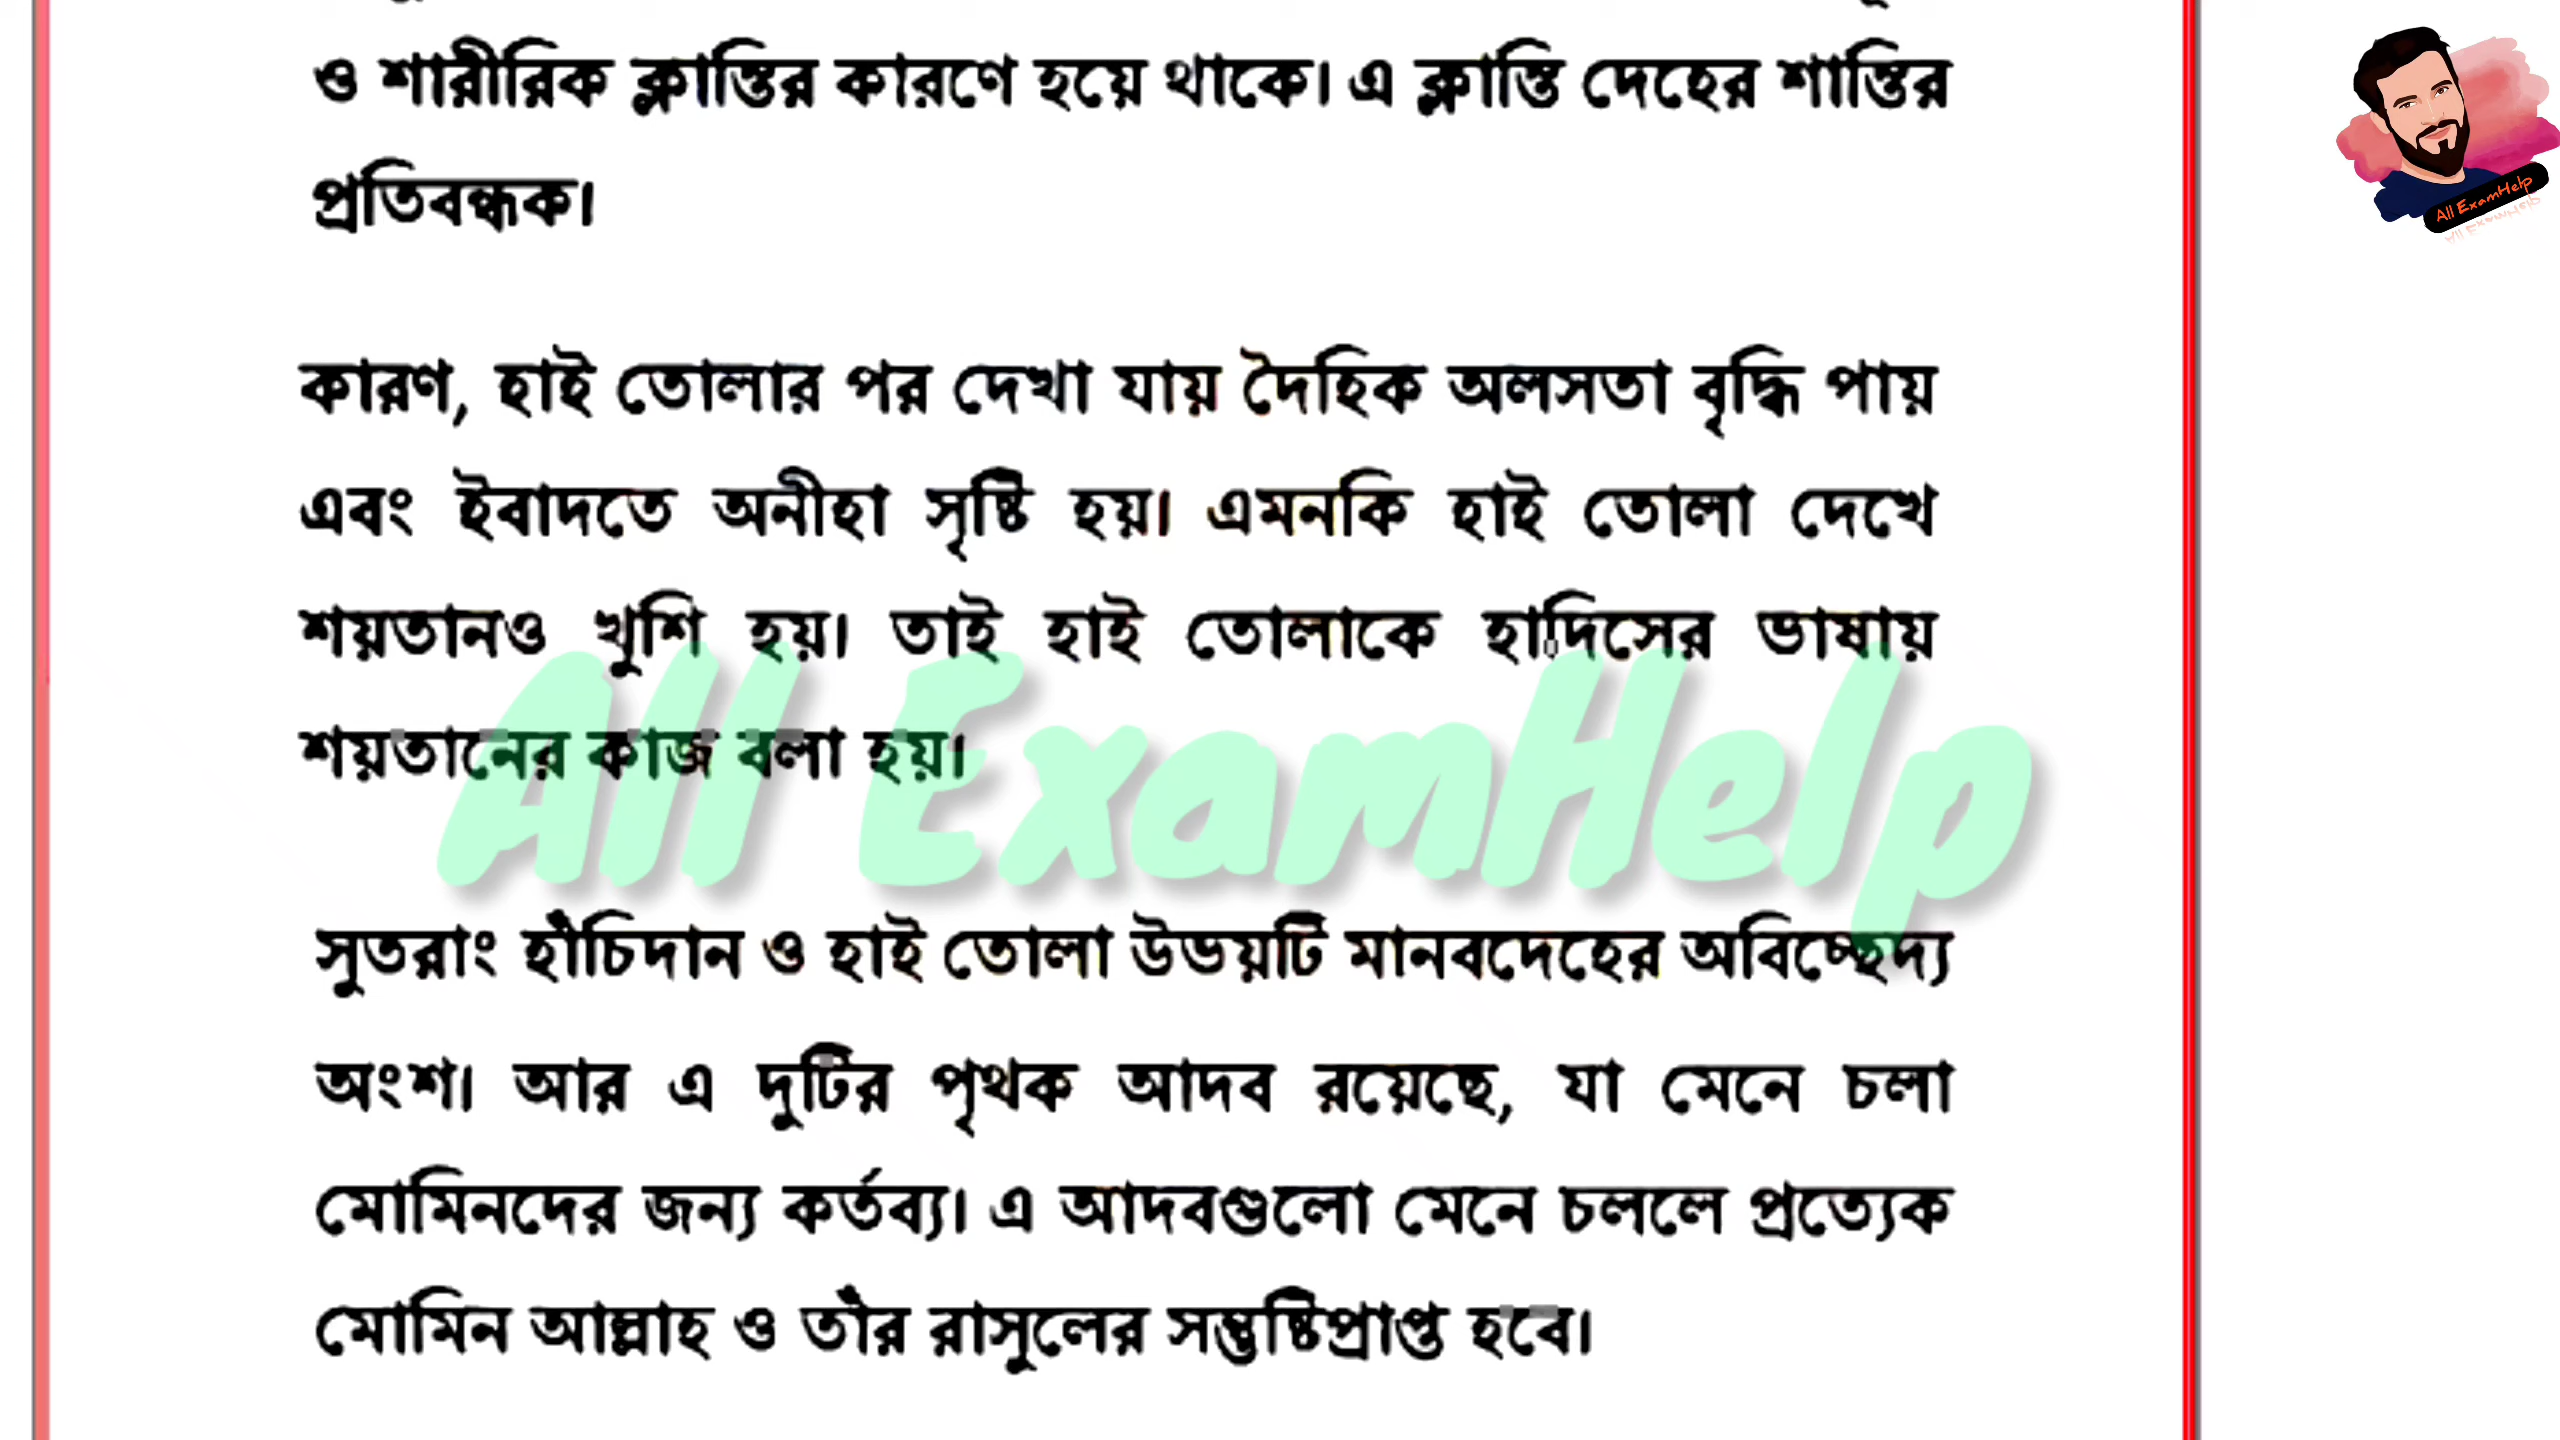 ও শারীরিক ক্লান্তির কারণে হয়ে থাকে। এ ক্লান্তি দেহের শান্তির
প্রতিবন্ধক।
কারণ, হাই তোলার পর দেখা যায় দৈহিক অলসতা বৃদ্ধি পায়
এবং ইবাদতে অনীহা সৃষ্টি হয়। এমনকি হাই তোলা দেখে
শয়তানও খুশি হয়। তাই হাই তোলাকে হাদিসের ভাষায়
শয়তানের কাজ বলা হয়।
All ExamHelp
সুতরাং হাঁচিদান ও হাই তোলা উভয়টি মানবদেহের অবিচ্ছেদ্য
অংশ। আর এ দুটির পৃথক আদব রয়েছে, যা মেনে চলা
মোমিনদের জন্য কর্তব্য। এ আদবগুলো মেনে চললে প্রত্যেক
মোমিন আল্লাহ ও তাঁর রাসুলের সন্তুষ্টিপ্রাপ্ত হবে।
All ExamHelp